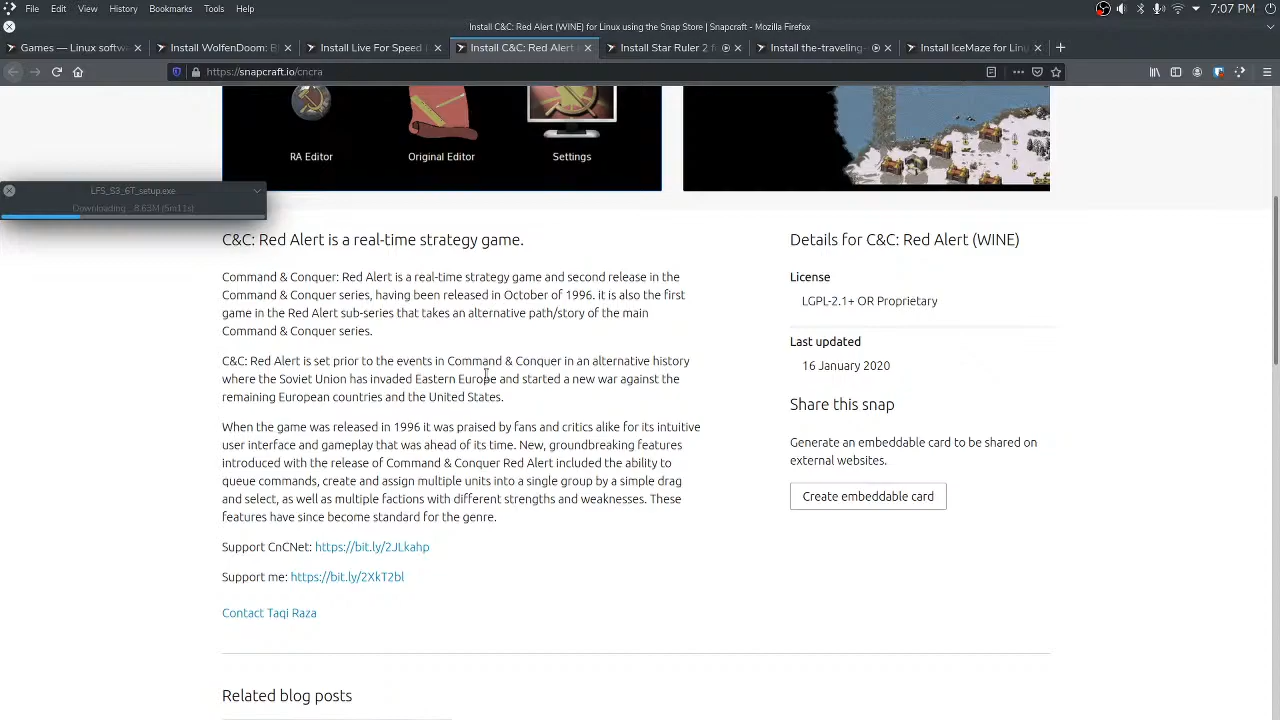 File Edit View History Bookmarks Tools Help 7:07 PM
Install C&C: Red Alert (WINE) for Linux using the Snap Store | Snapcraft - Mozilla Firefox
Games — Linux softw Install WolfenDoom: Bl Install Live For Speed Install C&C: Red Alert Install Star Ruler 2 f Install the-traveling- Install IceMaze for Linu
https://snapcraft.io/cncra
RA Editor Original Editor Settings
LFS_S3_6T_setup.exe
Downloading _8.63M (5m11s)
C&C: Red Alert is a real-time strategy game.
Command & Conquer: Red Alert is a real-time strategy game and second release in the
Command & Conquer series, having been released in October of 1996. it is also the first
game in the Red Alert sub-series that takes an alternative path/story of the main
Command & Conquer series.
C&C: Red Alert is set prior to the events in Command & Conquer in an alternative history
where the Soviet Union has invaded Eastern Europe and started a new war against the
remaining European countries and the United States.
When the game was released in 1996 it was praised by fans and critics alike for its intuitive
user interface and gameplay that was ahead of its time. New, groundbreaking features
introduced with the release of Command & Conquer Red Alert included the ability to
queue commands, create and assign multiple units into a single group by a simple drag
and select, as well as multiple factions with different strengths and weaknesses. These
features have since become standard for the genre.
Support CnCNet: https://bit.ly/2JLkahp
Support me: https://bit.ly/2XkT2bl
Contact Taqi Raza
Related blog posts
Details for C&C: Red Alert (WINE)
License
LGPL-2.1+ OR Proprietary
Last updated
16 January 2020
Share this snap
Generate an embeddable card to be shared on
external websites.
Create embeddable card